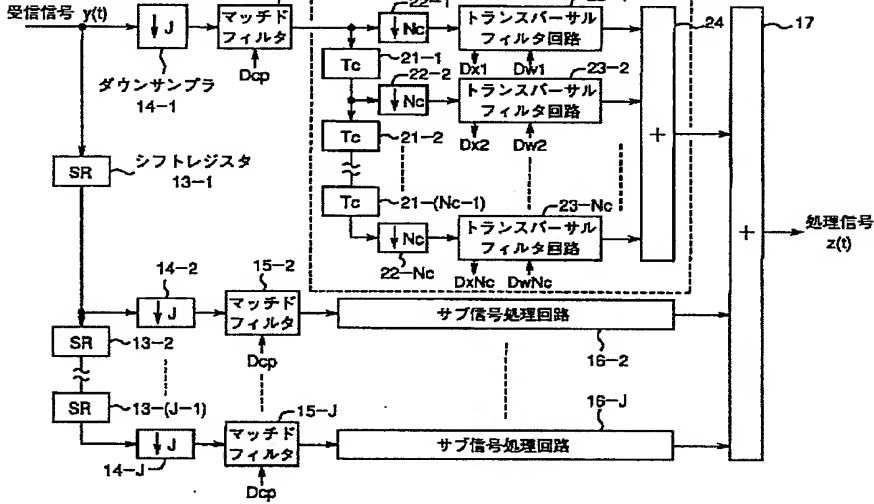 受信信号 y(t)
↓J
マッチド
フィルタ
Dcp
ダウンサンプラ
14-1
22-1
↓Nc
トランスバーサル
フィルタ回路
Tc
21-1
22-2
Dx1
Dw1
23-2
↓Nc
トランスバーサル
フィルタ回路
Tc
21-2
Dx2
Dw2
Tc
21-(Nc-1)
23-Nc
↓Nc
トランスバーサル
フィルタ回路
22-Nc
DxNc
DwNc
+
24
17
+
処理信号
z(t)
SR
シフトレジスタ
13-1
14-2
↓J
15-2
マッチド
フィルタ
Dcp
サブ信号処理回路
16-2
SR
13-2
SR
13-(J-1)
↓J
14-J
15-J
マッチド
フィルタ
Dcp
16-J
サブ信号処理回路